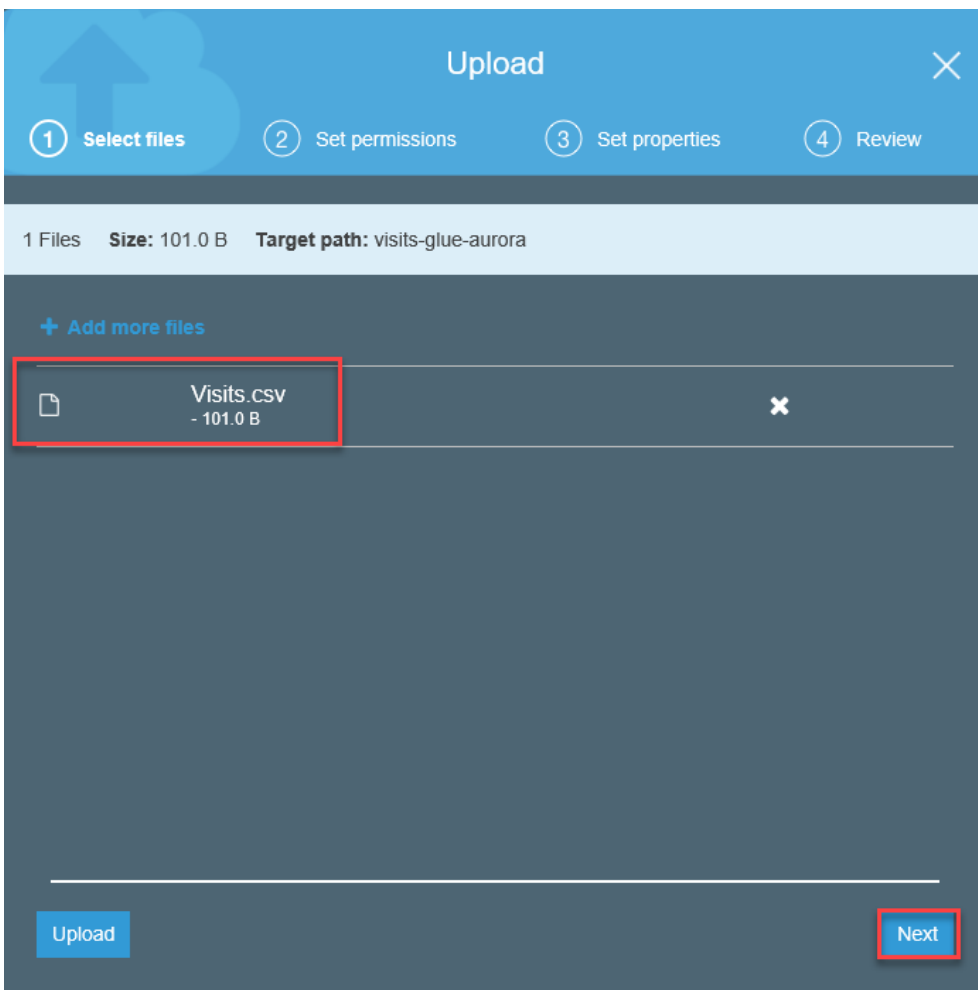 Upload
1 Select files 2 Set permissions 3 Set properties 4 Review
1 Files Size: 101.0 B Target path: visits-glue-aurora
+ Add more files
Visits.csv
- 101.0 B
Upload Next